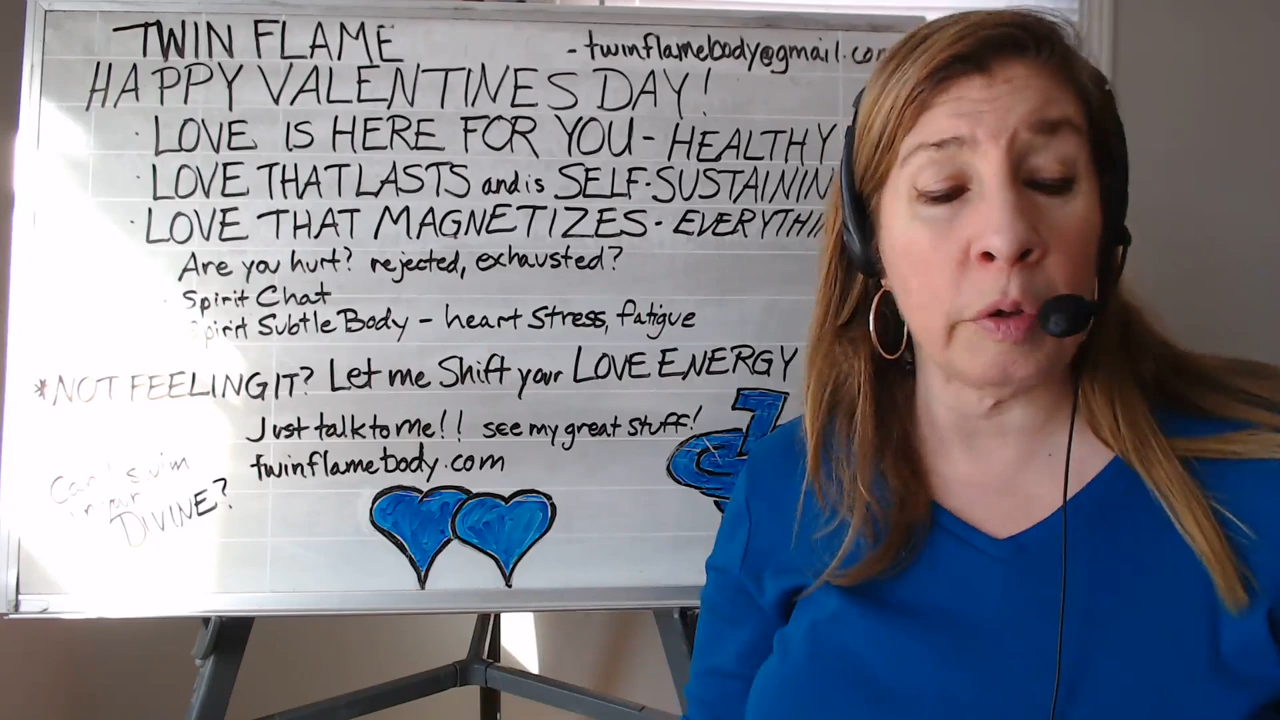 TWIN FLAME
- twinflamebody@gmail.co
HAPPY VALENTINES DAY!
· LOVE IS HERE FOR YOU - HEALTHY
· LOVE THAT LASTS and is SELF-SUSTAININ
· LOVE THAT MAGNETIZES - EVERYTHI
Are you hurt? rejected, exhausted?
Spirit Chat
Spirit Subtle Body - heart Stress, fatigue
*NOT FEELING IT? Let me Shift your LOVE ENERGY
Just talk to me!! see my great stuff!
twinflamebody.com
in your
DIVINE?